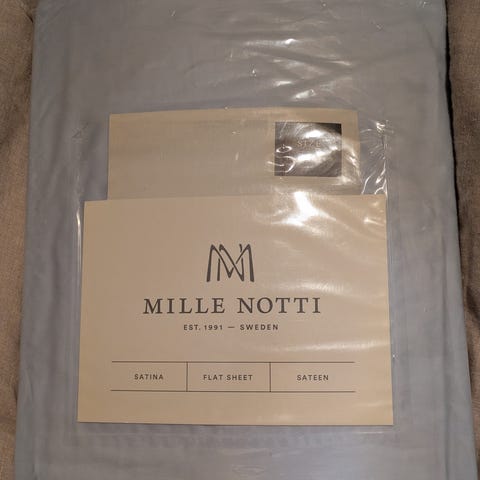 SIZE
MILLE NOTTI
EST. 1991 — SWEDEN
SATINA FLAT SHEET SATEEN